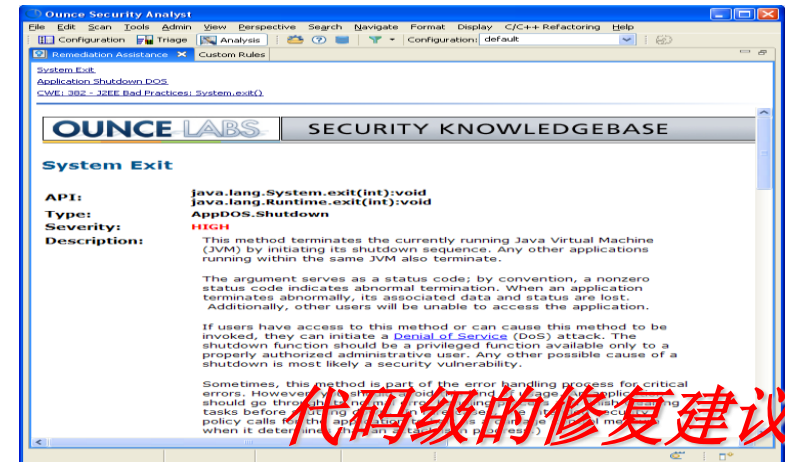 Ounce Security Analyst
File Edit Scan Tools Admin View Perspective Search Navigate Format Display C/C++ Refactoring Help
Configuration Triage Analysis Configuration: default
Remediation Assistance Custom Rules
System Exit
Application Shutdown DOS
CWE: 382 - J2EE Bad Practices: System.exit()
OUNCE LABS SECURITY KNOWLEDGEBASE
System Exit
API: java.lang.System.exit(int):void
java.lang.Runtime.exit(int):void
Type: AppDOS.Shutdown
Severity: HIGH
Description: This method terminates the currently running Java Virtual Machine
(JVM) by initiating its shutdown sequence. Any other applications
running within the same JVM also terminate.
The argument serves as a status code; by convention, a nonzero
status code indicates abnormal termination. When an application
terminates abnormally, its associated data and status are lost.
Additionally, other users will be unable to access the application.
If users have access to this method or can cause this method to be
invoked, they can initiate a Denial of Service (DoS) attack. The
shutdown function should be a privileged function available only to a
properly authorized administrative user. Any other possible cause of a
shutdown is most likely a security vulnerability.
Sometimes, this method is part of the error handling process for critical
errors.
should go
tasks before
policy calls
when it
代码级的修复建议